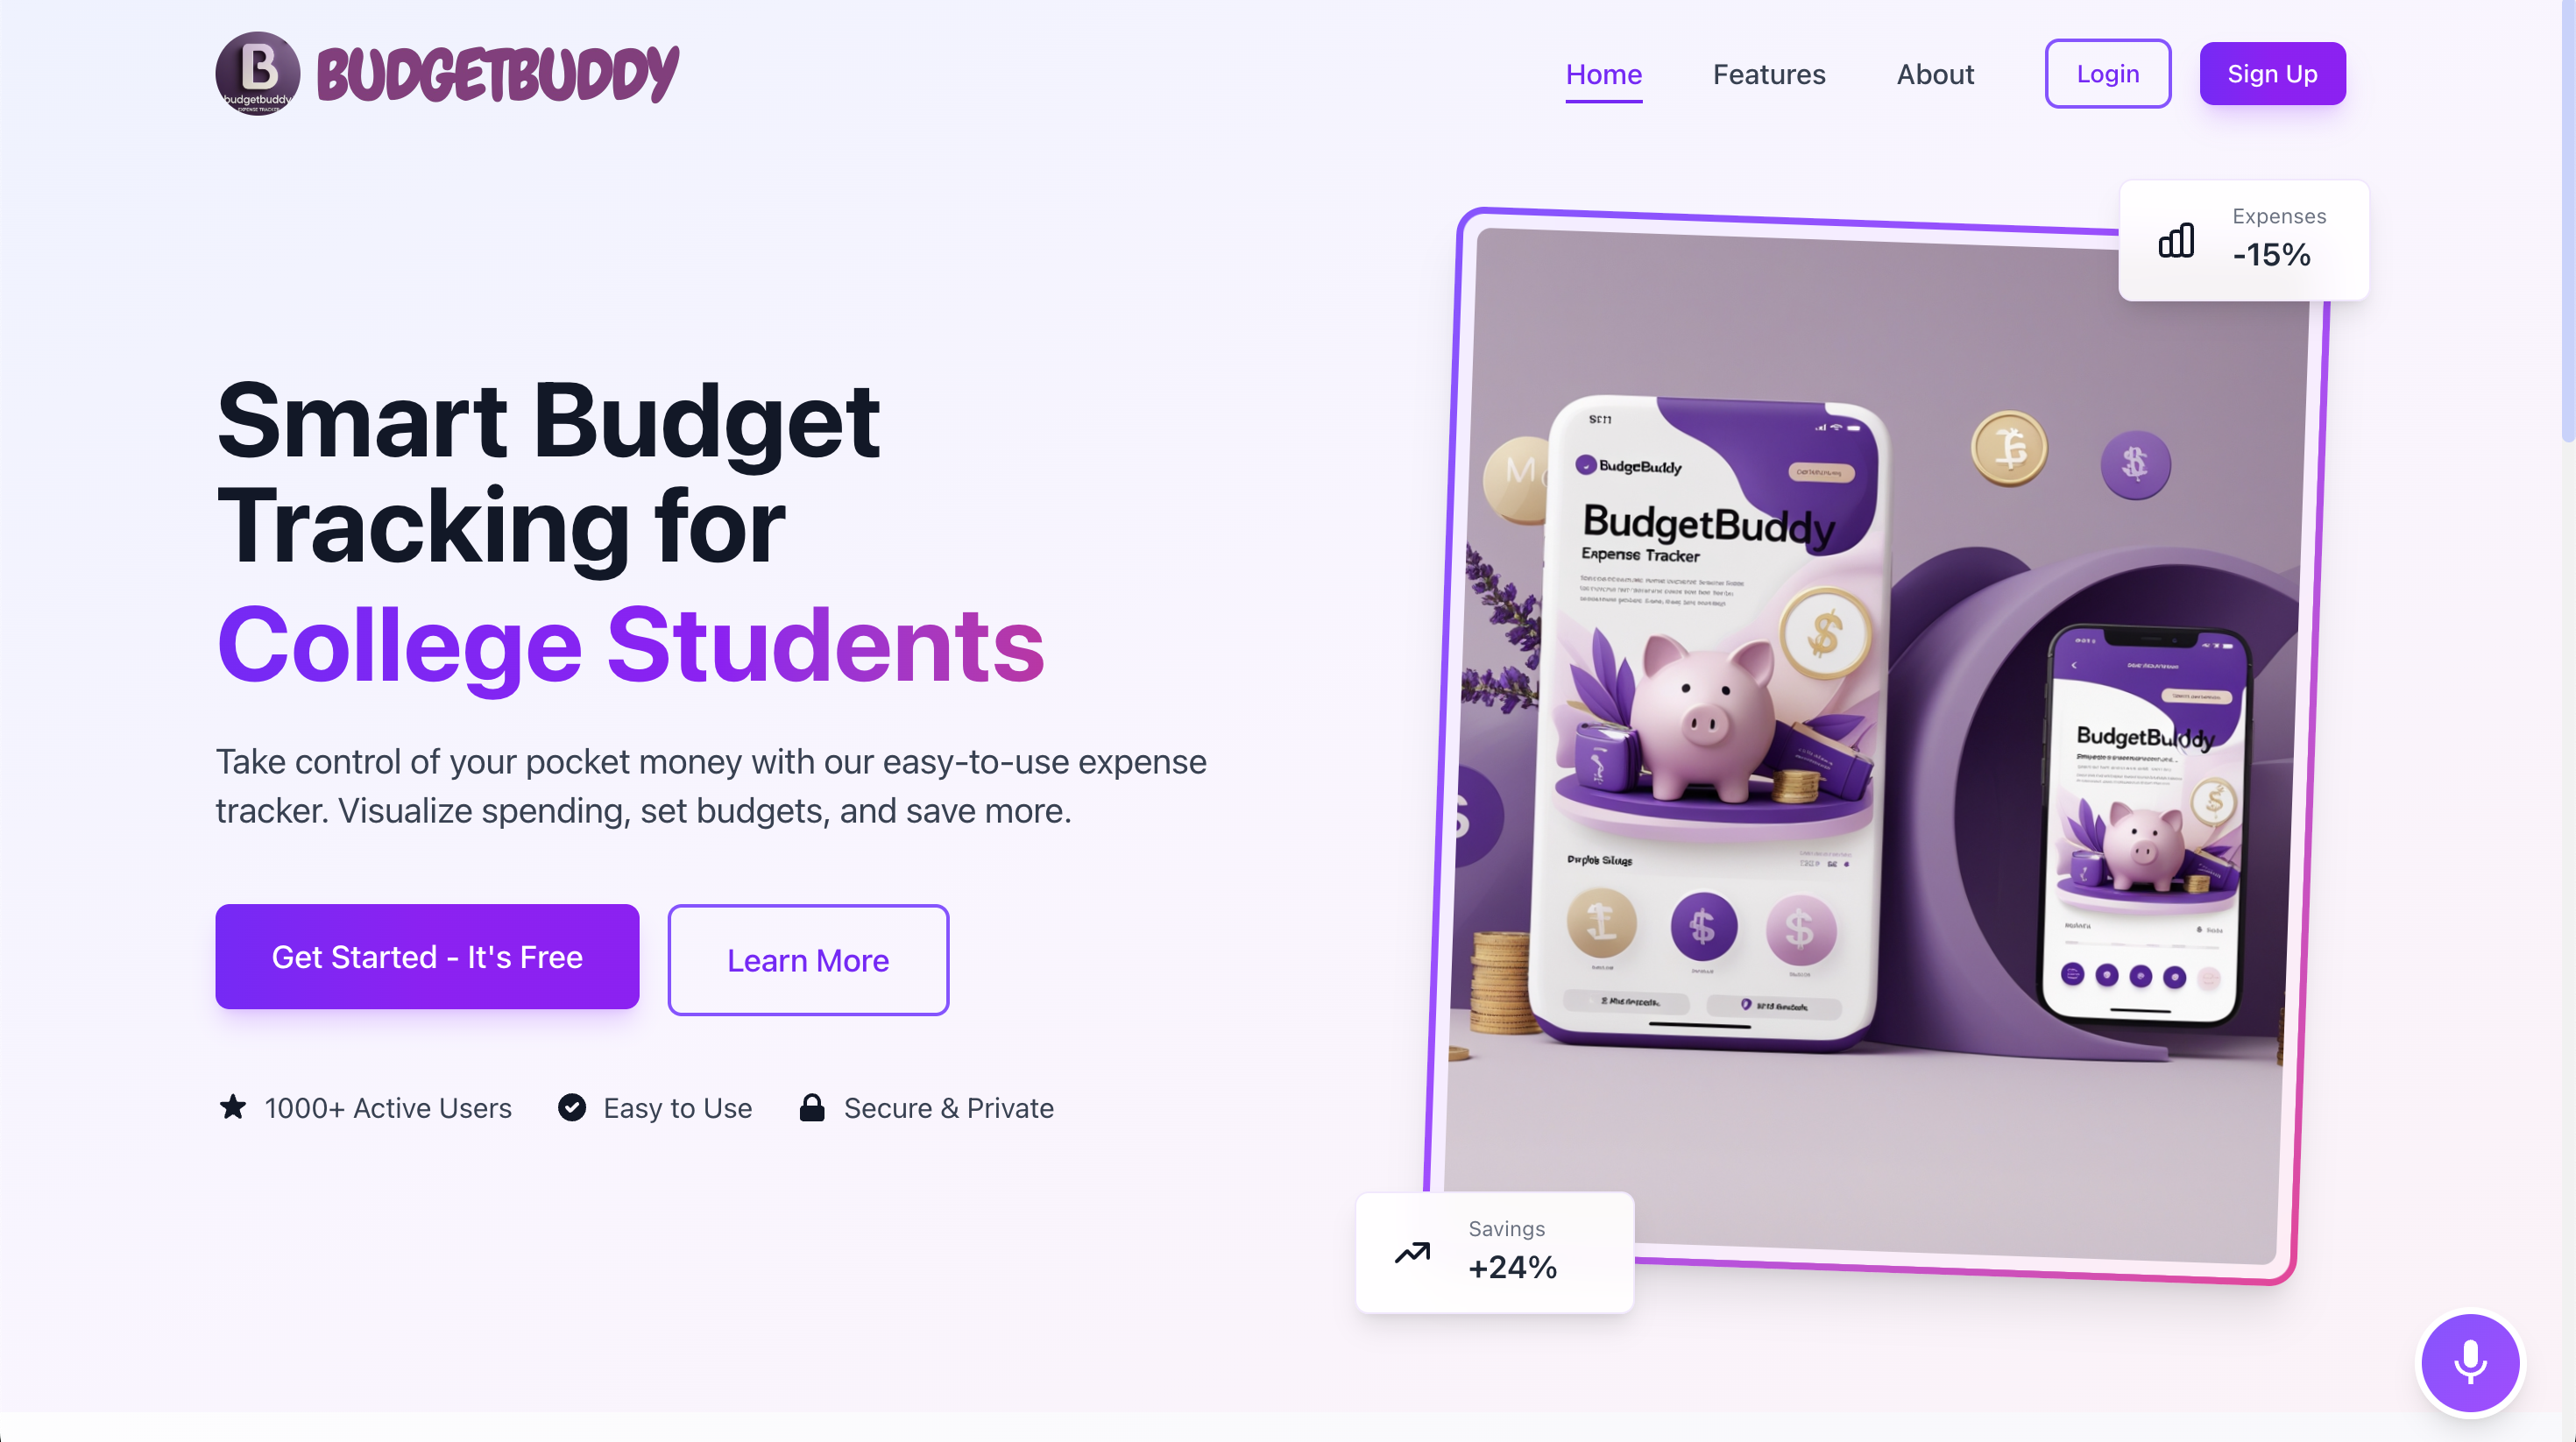 B
budgetbuddy
EXPENSE TRACKER
BUDGETBUDDY
Home
Features
About
Login
Sign Up
Smart Budget
Tracking for
College Students
Take control of your pocket money with our easy-to-use expense
tracker. Visualize spending, set budgets, and save more.
Get Started - It's Free
Learn More
1000+ Active Users
Easy to Use
Secure & Private
Expenses
-15%
BudgeBuddy
BudgetBuddy
Expense Tracker
$
$
$
$
BudgetBuddy
$
Savings
+24%